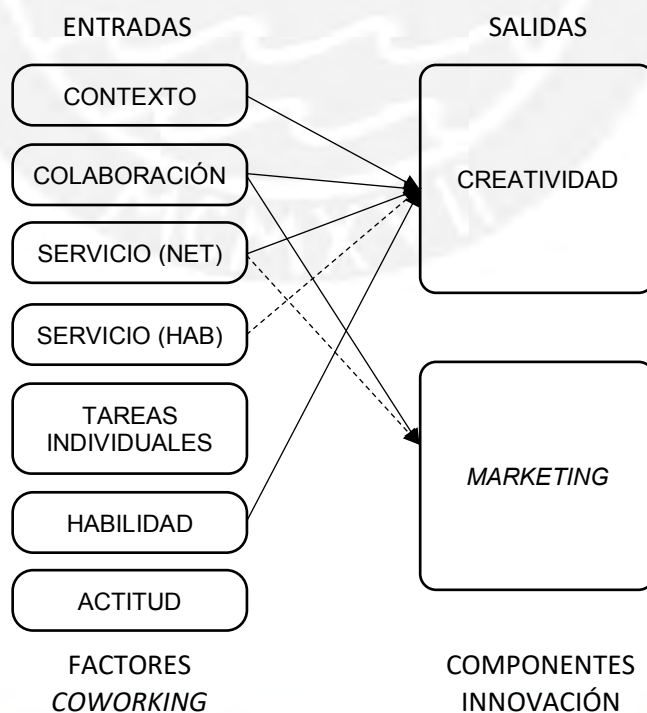 ENTRADAS
SALIDAS
CONTEXTO
COLABORACIÓN
SERVICIO (NET)
SERVICIO (HAB)
TAREAS
INDIVIDUALES
HABILIDAD
ACTITUD
CREATIVIDAD
MARKETING
FACTORES
COWORKING
COMPONENTES
INNOVACIÓN